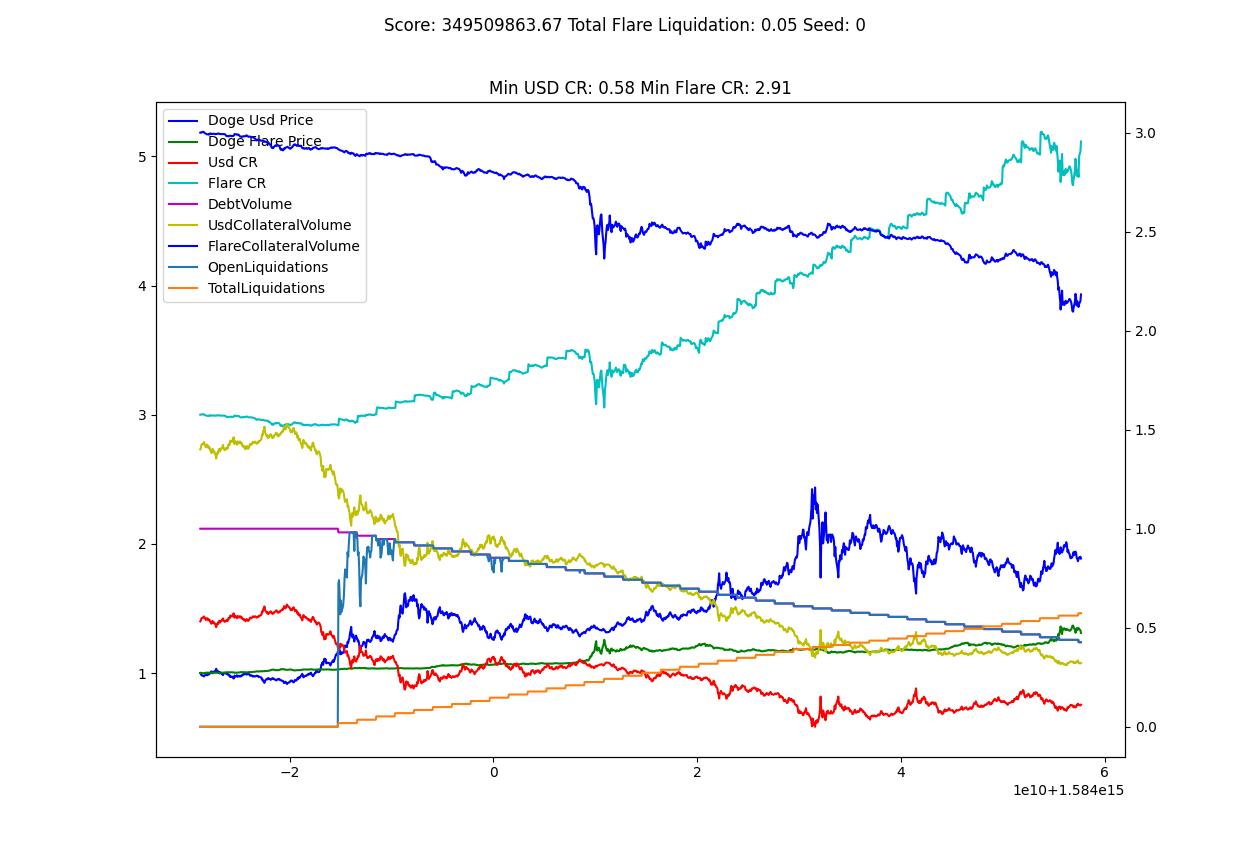 Score: 349509863.67 Total Flare Liquidation: 0.05 Seed: 0
Min USD CR: 0.58 Min Flare CR: 2.91
Doge Usd Price
Doge Flare Price
Usd CR
Flare CR
DebtVolume
UsdCollateralVolume
FlareCollateralVolume
OpenLiquidations
TotalLiquidations
5
4
3
2
1
3.0
2.5
2.0
1.5
1.0
0.5
0.0
−2
0
2
4
6
1e10+1.584e15